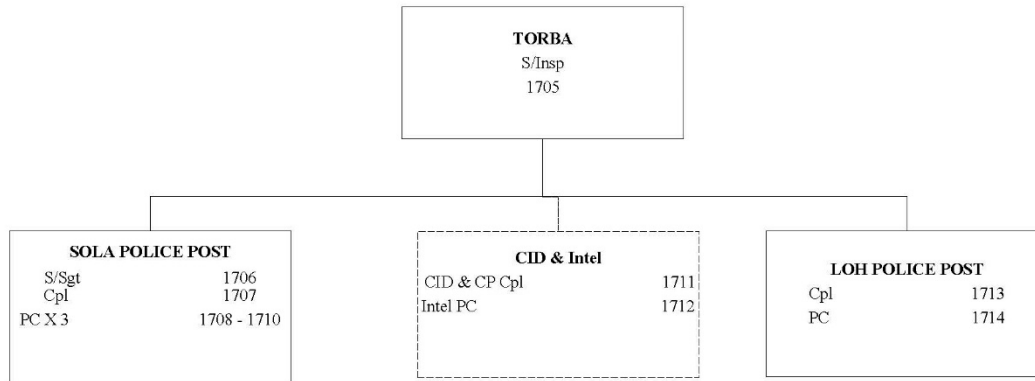 TORBA
S/Insp
1705
SOLA POLICE POST
S/Sgt 1706
Cpl 1707
PC X 3 1708 - 1710
CID & Intel
CID & CP Cpl 1711
Intel PC 1712
LOH POLICE POST
Cpl 1713
PC 1714